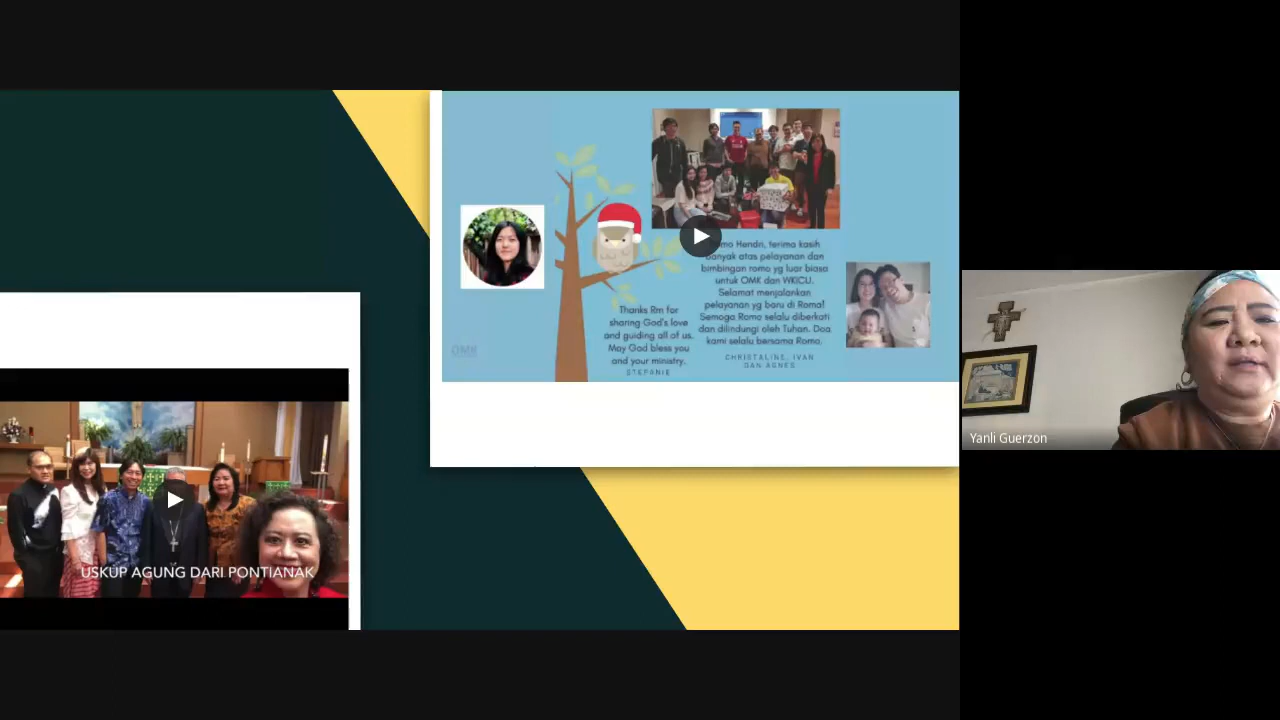 Thanks Rm for
sharing God's love
and guiding all of us.
May God bless you
and your ministry.
STEPANIE
Hendri, terima kasih
banyak atas pelayanan dan
bimbingan romo yg luar biasa
untuk OMK dan WKICU.
Selamat menjalankan
pelayanan yg baru di Roma!
Semoga Romo selalu diberkati
dan dilindungi oleh Tuhan. Doa
kami selalu bersama Romo.
CHRISTALINE, IVAN
DAN AGNES
OMK
USKUP AGUNG DARI PONTIANAK
Yanli Guerzon